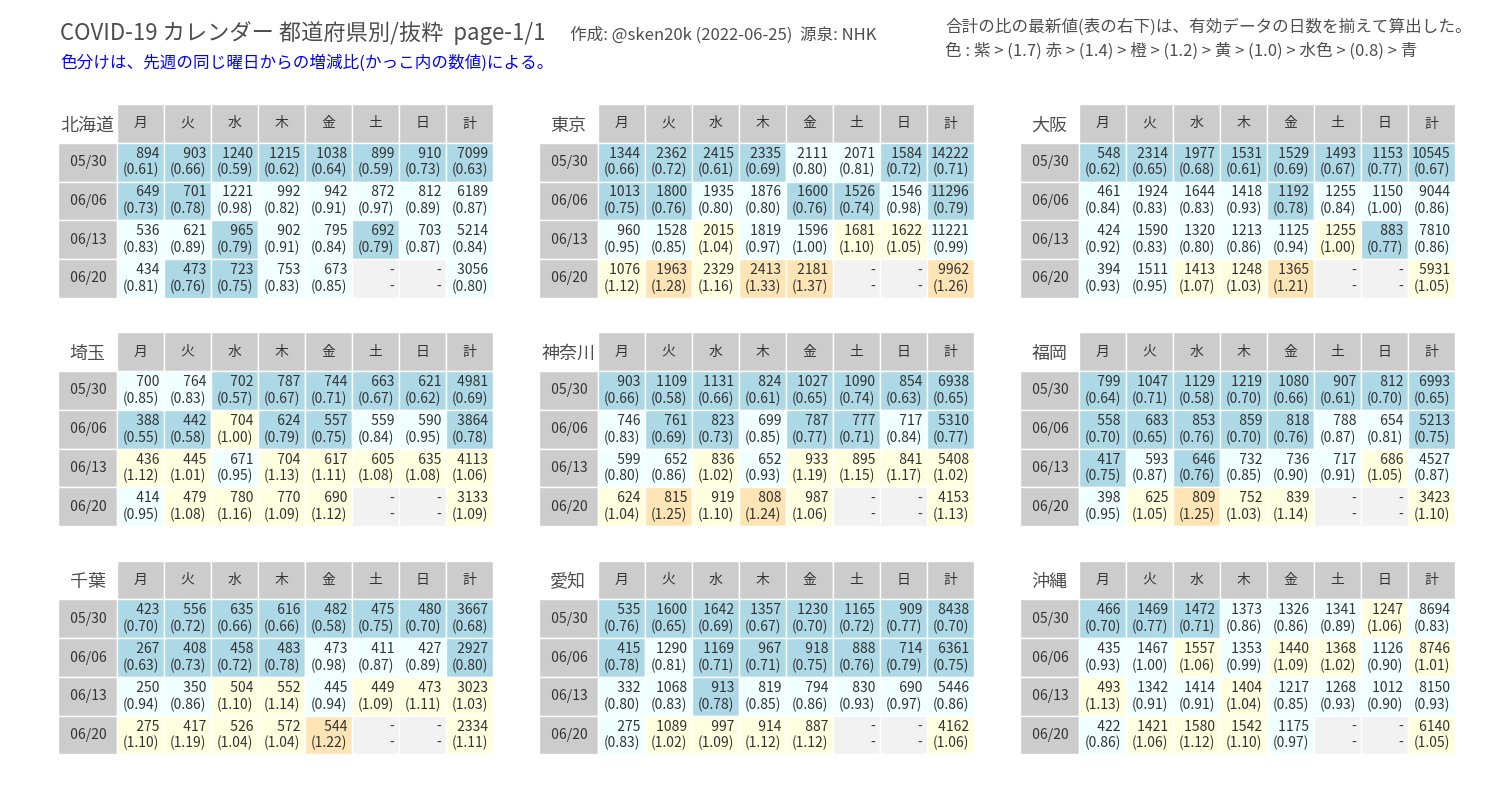 COVID-19 カレンダー 都道府県別/抜粋 page-1/1 作成: @sken20k (2022-06-25) 源泉: NHK
色分けは、先週の同じ曜日からの増減比(かっこ内の数値)による。
合計の比の最新値(表の右下)は、有効データの日数を揃えて算出した。
色 : 紫 > (1.7) 赤 > (1.4) > 橙 > (1.2) > 黄 > (1.0) > 水色 > (0.8) > 青
北海道 月 火 水 木 金 土 日 計
05/30 894 903 1240 1215 1038 899 910 7099
(0.61) (0.66) (0.59) (0.62) (0.64) (0.59) (0.73) (0.63)
06/06 649 701 1221 992 942 872 812 6189
(0.73) (0.78) (0.98) (0.82) (0.91) (0.97) (0.89) (0.87)
06/13 536 621 965 902 795 692 703 5214
(0.83) (0.89) (0.79) (0.91) (0.84) (0.79) (0.87) (0.84)
06/20 434 473 723 753 673 - - 3056
(0.81) (0.76) (0.75) (0.83) (0.85) - - (0.80)
東京 月 火 水 木 金 土 日 計
05/30 1344 2362 2415 2335 2111 2071 1584 14222
(0.66) (0.72) (0.61) (0.69) (0.80) (0.81) (0.72) (0.71)
06/06 1013 1800 1935 1876 1600 1526 1546 11296
(0.75) (0.76) (0.80) (0.80) (0.76) (0.74) (0.98) (0.79)
06/13 960 1528 2015 1819 1596 1681 1622 11221
(0.95) (0.85) (1.04) (0.97) (1.00) (1.10) (1.05) (0.99)
06/20 1076 1963 2329 2413 2181 - - 9962
(1.12) (1.28) (1.16) (1.33) (1.37) - - (1.26)
大阪 月 火 水 木 金 土 日 計
05/30 548 2314 1977 1531 1529 1493 1153 10545
(0.62) (0.65) (0.68) (0.61) (0.69) (0.67) (0.77) (0.67)
06/06 461 1924 1644 1418 1192 1255 1150 9044
(0.84) (0.83) (0.83) (0.93) (0.78) (0.84) (1.00) (0.86)
06/13 424 1590 1320 1213 1125 1255 883 7810
(0.92) (0.83) (0.80) (0.86) (0.94) (1.00) (0.77) (0.86)
06/20 394 1511 1413 1248 1365 - - 5931
(0.93) (0.95) (1.07) (1.03) (1.21) - - (1.05)
埼玉 月 火 水 木 金 土 日 計
05/30 700 764 702 787 744 663 621 4981
(0.85) (0.83) (0.57) (0.67) (0.71) (0.67) (0.62) (0.69)
06/06 388 442 704 624 557 559 590 3864
(0.55) (0.58) (1.00) (0.79) (0.75) (0.84) (0.95) (0.78)
06/13 436 445 671 704 617 605 635 4113
(1.12) (1.01) (0.95) (1.13) (1.11) (1.08) (1.08) (1.06)
06/20 414 479 780 770 690 - - 3133
(0.95) (1.08) (1.16) (1.09) (1.12) - - (1.09)
神奈川 月 火 水 木 金 土 日 計
05/30 903 1109 1131 824 1027 1090 854 6938
(0.66) (0.58) (0.66) (0.61) (0.65) (0.74) (0.63) (0.65)
06/06 746 761 823 699 787 777 717 5310
(0.83) (0.69) (0.73) (0.85) (0.77) (0.71) (0.84) (0.77)
06/13 599 652 836 652 933 895 841 5408
(0.80) (0.86) (1.02) (0.93) (1.19) (1.15) (1.17) (1.02)
06/20 624 815 919 808 987 - - 4153
(1.04) (1.25) (1.10) (1.24) (1.06) - - (1.13)
福岡 月 火 水 木 金 土 日 計
05/30 799 1047 1129 1219 1080 907 812 6993
(0.64) (0.71) (0.58) (0.70) (0.66) (0.61) (0.70) (0.65)
06/06 558 683 853 859 818 788 654 5213
(0.70) (0.65) (0.76) (0.70) (0.76) (0.87) (0.81) (0.75)
06/13 417 593 646 732 736 717 686 4527
(0.75) (0.87) (0.76) (0.85) (0.90) (0.91) (1.05) (0.87)
06/20 398 625 809 752 839 - - 3423
(0.95) (1.05) (1.25) (1.03) (1.14) - - (1.10)
千葉 月 火 水 木 金 土 日 計
05/30 423 556 635 616 482 475 480 3667
(0.70) (0.72) (0.66) (0.66) (0.58) (0.75) (0.70) (0.68)
06/06 267 408 458 483 473 411 427 2927
(0.63) (0.73) (0.72) (0.78) (0.98) (0.87) (0.89) (0.80)
06/13 250 350 504 552 445 449 473 3023
(0.94) (0.86) (1.10) (1.14) (0.94) (1.09) (1.11) (1.03)
06/20 275 417 526 572 544 - - 2334
(1.10) (1.19) (1.04) (1.04) (1.22) - - (1.11)
愛知 月 火 水 木 金 土 日 計
05/30 535 1600 1642 1357 1230 1165 909 8438
(0.76) (0.65) (0.69) (0.67) (0.70) (0.72) (0.77) (0.70)
06/06 415 1290 1169 967 918 888 714 6361
(0.78) (0.81) (0.71) (0.71) (0.75) (0.76) (0.79) (0.75)
06/13 332 1068 913 819 794 830 690 5446
(0.80) (0.83) (0.78) (0.85) (0.86) (0.93) (0.97) (0.86)
06/20 275 1089 997 914 887 - - 4162
(0.83) (1.02) (1.09) (1.12) (1.12) - - (1.06)
沖縄 月 火 水 木 金 土 日 計
05/30 466 1469 1472 1373 1326 1341 1247 8694
(0.70) (0.77) (0.71) (0.86) (0.86) (0.89) (1.06) (0.83)
06/06 435 1467 1557 1353 1440 1368 1126 8746
(0.93) (1.00) (1.06) (0.99) (1.09) (1.02) (0.90) (1.01)
06/13 493 1342 1414 1404 1217 1268 1012 8150
(1.13) (0.91) (0.91) (1.04) (0.85) (0.93) (0.90) (0.93)
06/20 422 1421 1580 1542 1175 - - 6140
(0.86) (1.06) (1.12) (1.10) (0.97) - - (1.05)